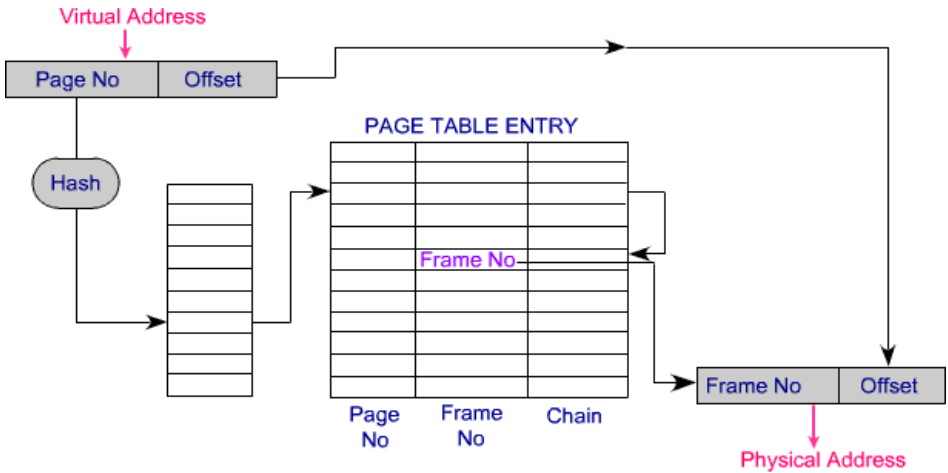 Virtual Address
Page No Offset
PAGE TABLE ENTRY
Hash
Frame No
Frame No Offset
Page No
Frame No
Chain
Physical Address